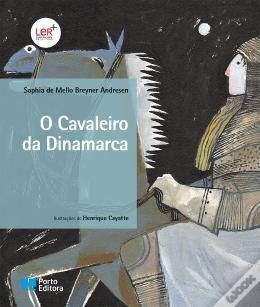 LeR+
Sophia de Mello Breyner Andresen
O Cavaleiro
da Dinamarca
Ilustrações de Henrique Cayatte
Porto
Editora